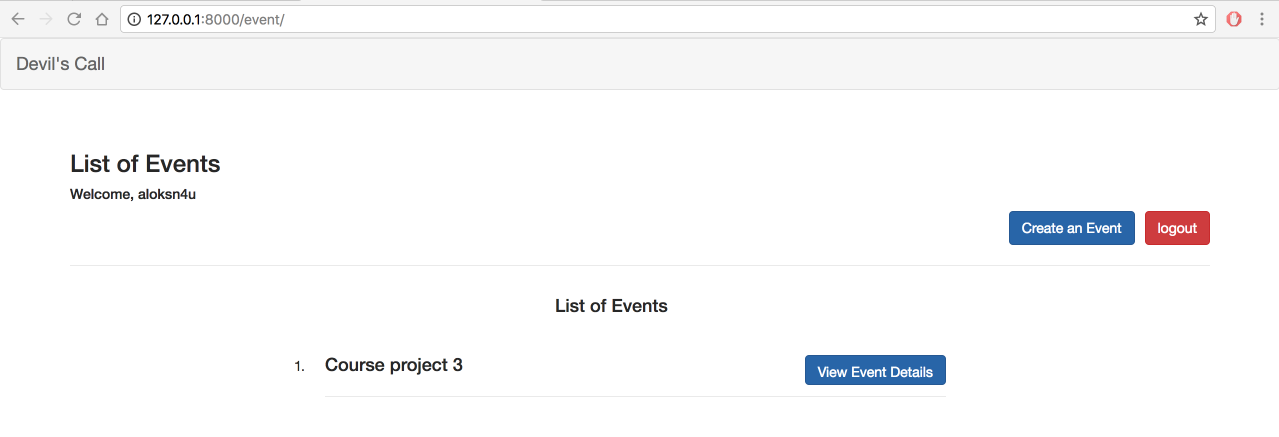 127.0.0.1:8000/event/
Devil's Call
List of Events
Welcome, aloksn4u
Create an Event logout
List of Events
1. Course project 3 View Event Details